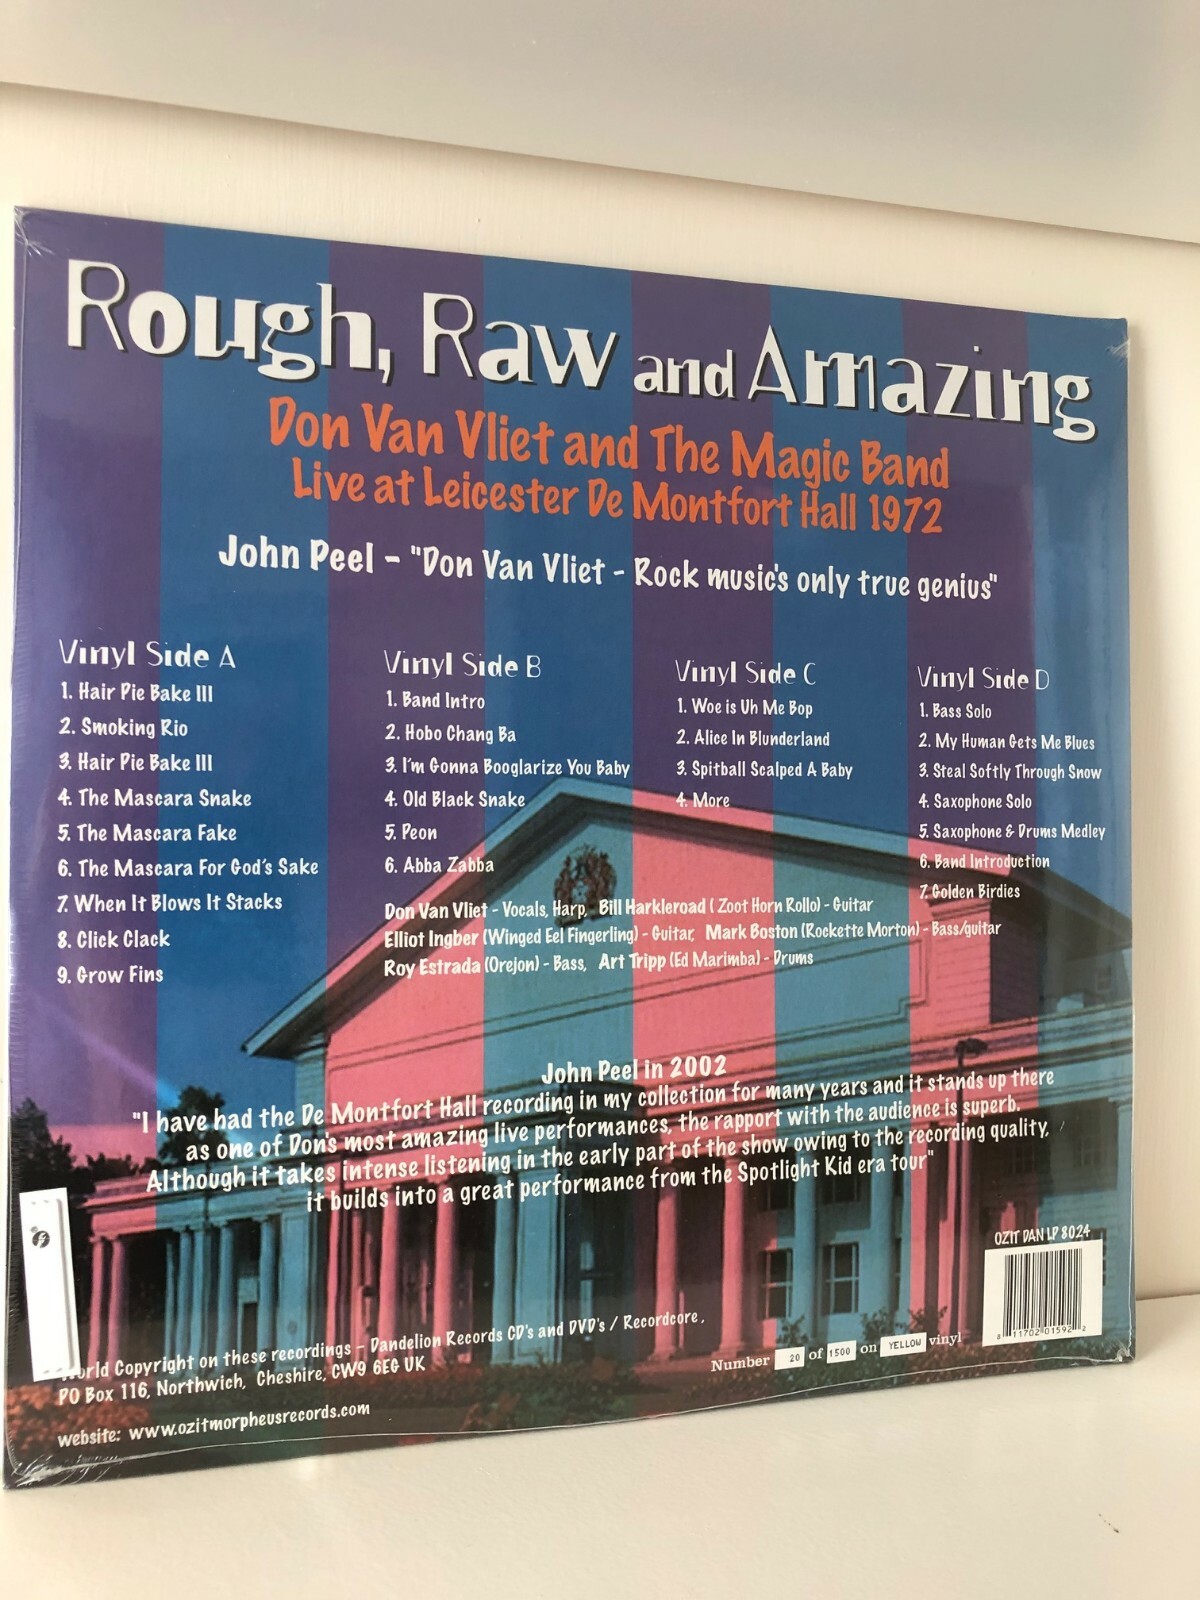 Rough, Raw and Amazing
Don Van Vliet and The Magic Band
Live at Leicester De Montfort Hall 1972
John Peel - "Don Van Vliet - Rock music's only true genius"
Vinyl Side A
1. Hair Pie Bake III
2. Smoking Rio
3. Hair Pie Bake III
4. The Mascara Snake
5. The Mascara Fake
6. The Mascara For God's Sake
7. When It Blows It Stacks
8. Click Clack
9. Grow Fins
Vinyl Side B
1. Band Intro
2. Hobo Chang Ba
3. I'm Gonna Booglarize You Baby
4. Old Black Snake
5. Peon
6. Abba Zabba
Vinyl Side C
1. Woe is Uh Me Bop
2. Alice In Blunderland
3. Spitball Scalped A Baby
4. More
Vinyl Side D
1. Bass Solo
2. My Human Gets Me Blues
3. Steal Softly Through Snow
4. Saxophone Solo
5. Saxophone & Drums Medley
6. Band Introduction
7. Golden Birdies
Don Van Vliet - Vocals, Harp, Bill Harkleroad ( Zoot Horn Rollo) - Guitar
Elliot Ingber (Winged Eel Fingerling) - Guitar, Mark Boston (Rockette Morton) - Bass/guitar
Roy Estrada (Orejon) - Bass, Art Tripp (Ed Marimba) - Drums
John Peel in 2002
"I have had the De Montfort Hall recording in my collection for many years and it stands up there
as one of Don's most amazing live performances, the rapport with the audience is superb.
Although it takes intense listening in the early part of the show owing to the recording quality,
it builds into a great performance from the Spotlight Kid era tour"
OZIT DAN LP 8024
8 11702 01592 2
World Copyright on these recordings - Dandelion Records CD's and DVD's / Recordcore,
PO Box 116, Northwich, Cheshire, CW9 6EG UK
Number 20 of 1500 on YELLOW vinyl
website: www.ozitmorpheusrecords.com